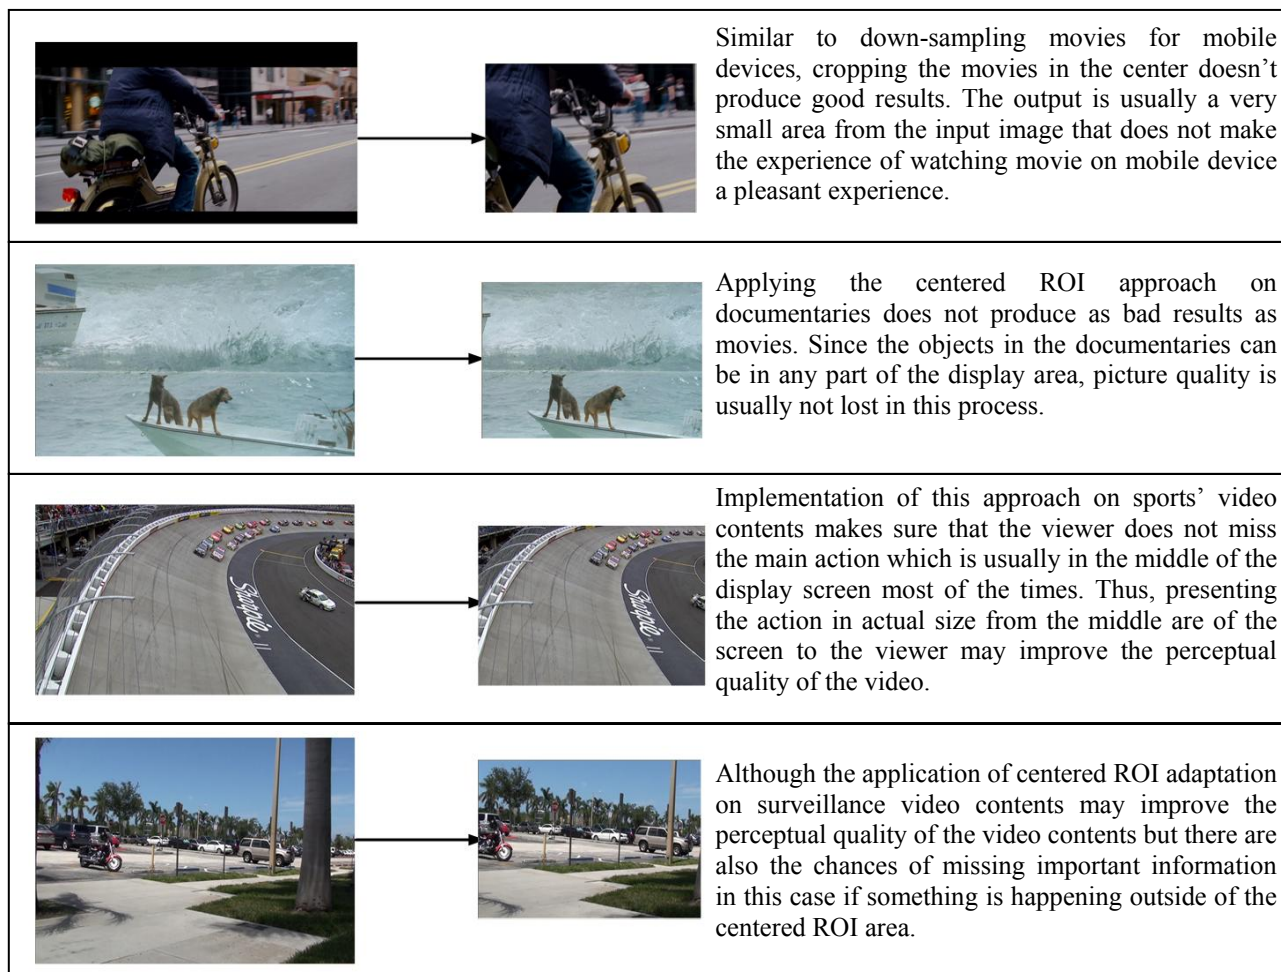 Similar to down-sampling movies for mobile
devices, cropping the movies in the center doesn't
produce good results. The output is usually a very
small area from the input image that does not make
the experience of watching movie on mobile device
a pleasant experience.
Applying the centered ROI approach on
documentaries does not produce as bad results as
movies. Since the objects in the documentaries can
be in any part of the display area, picture quality is
usually not lost in this process.
Sharpie
Sharpie
Implementation of this approach on sports' video
contents makes sure that the viewer does not miss
the main action which is usually in the middle of the
display screen most of the times. Thus, presenting
the action in actual size from the middle are of the
screen to the viewer may improve the perceptual
quality of the video.
Although the application of centered ROI adaptation
on surveillance video contents may improve the
perceptual quality of the video contents but there are
also the chances of missing important information
in this case if something is happening outside of the
centered ROI area.